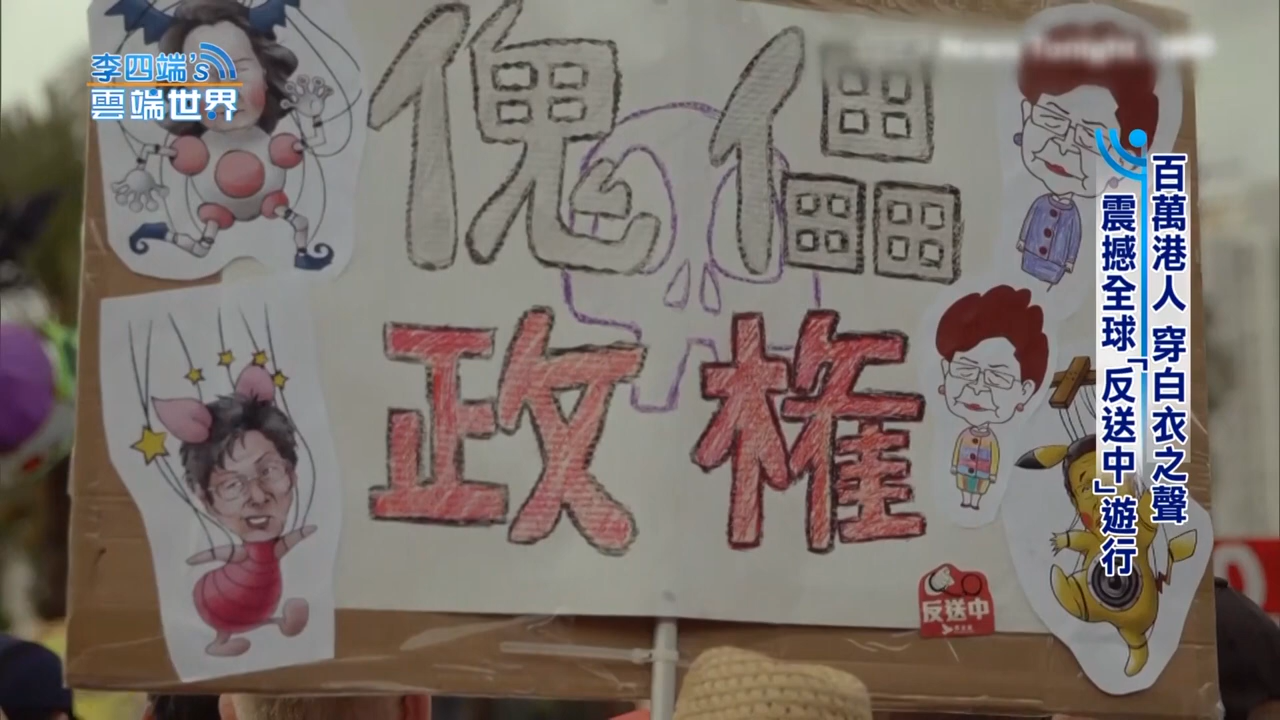 李四端's
雲端世界
傀儡
政権
反送中
百萬港人 穿白衣之聲
震撼全球「反送中」遊行